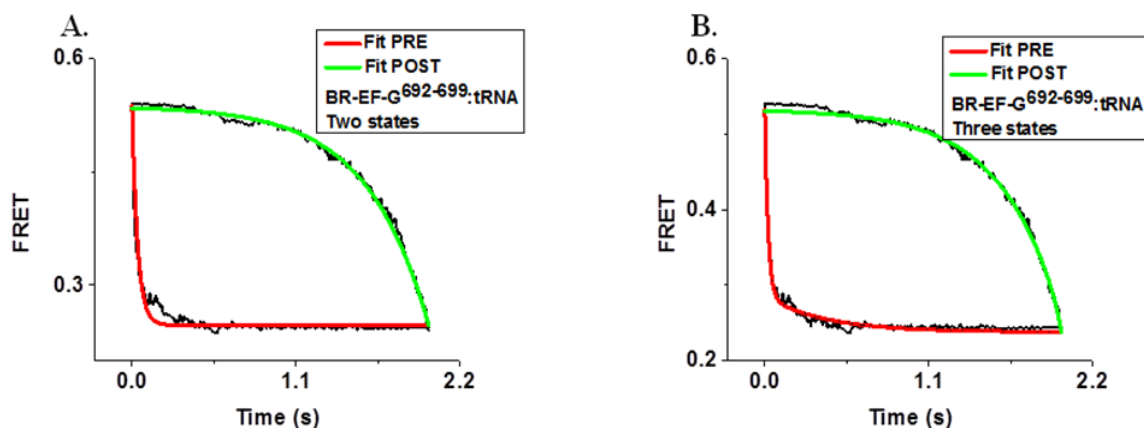 A.
0.6
Fit PRE
Fit POST
BR-EF-G692-699:tRNA
Two states
FRET
0.3
0.0
1.1
2.2
Time (s)
B.
0.6
Fit PRE
Fit POST
BR-EF-G692-699:tRNA
Three states
FRET
0.4
0.2
0.0
1.1
2.2
Time (s)